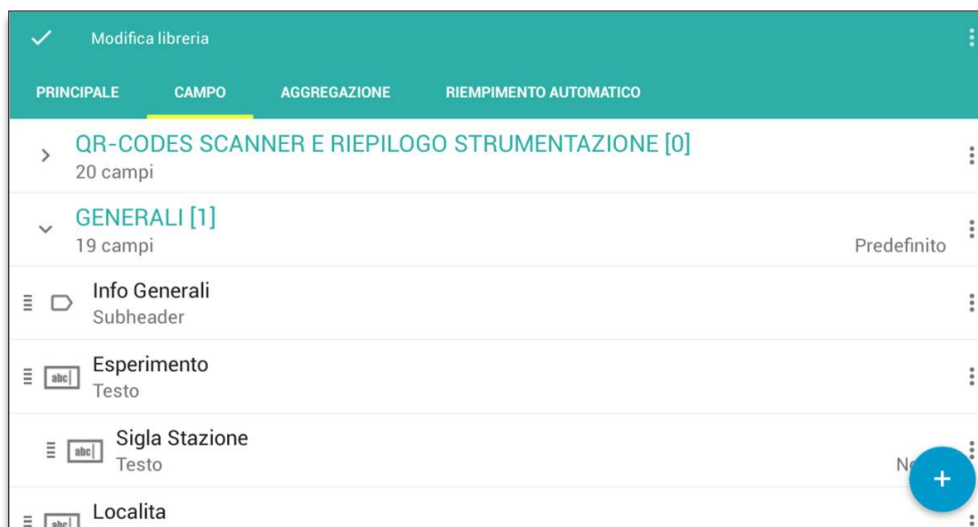 Modifica libreria
PRINCIPALE CAMPO AGGREGAZIONE RIEMPIMENTO AUTOMATICO
QR-CODES SCANNER E RIEPILOGO STRUMENTAZIONE [0]
20 campi
GENERALI [1]
19 campi Predefinito
Info Generali
Subheader
abc Esperimento
Testo
abc Sigla Stazione
Testo
abc Localita